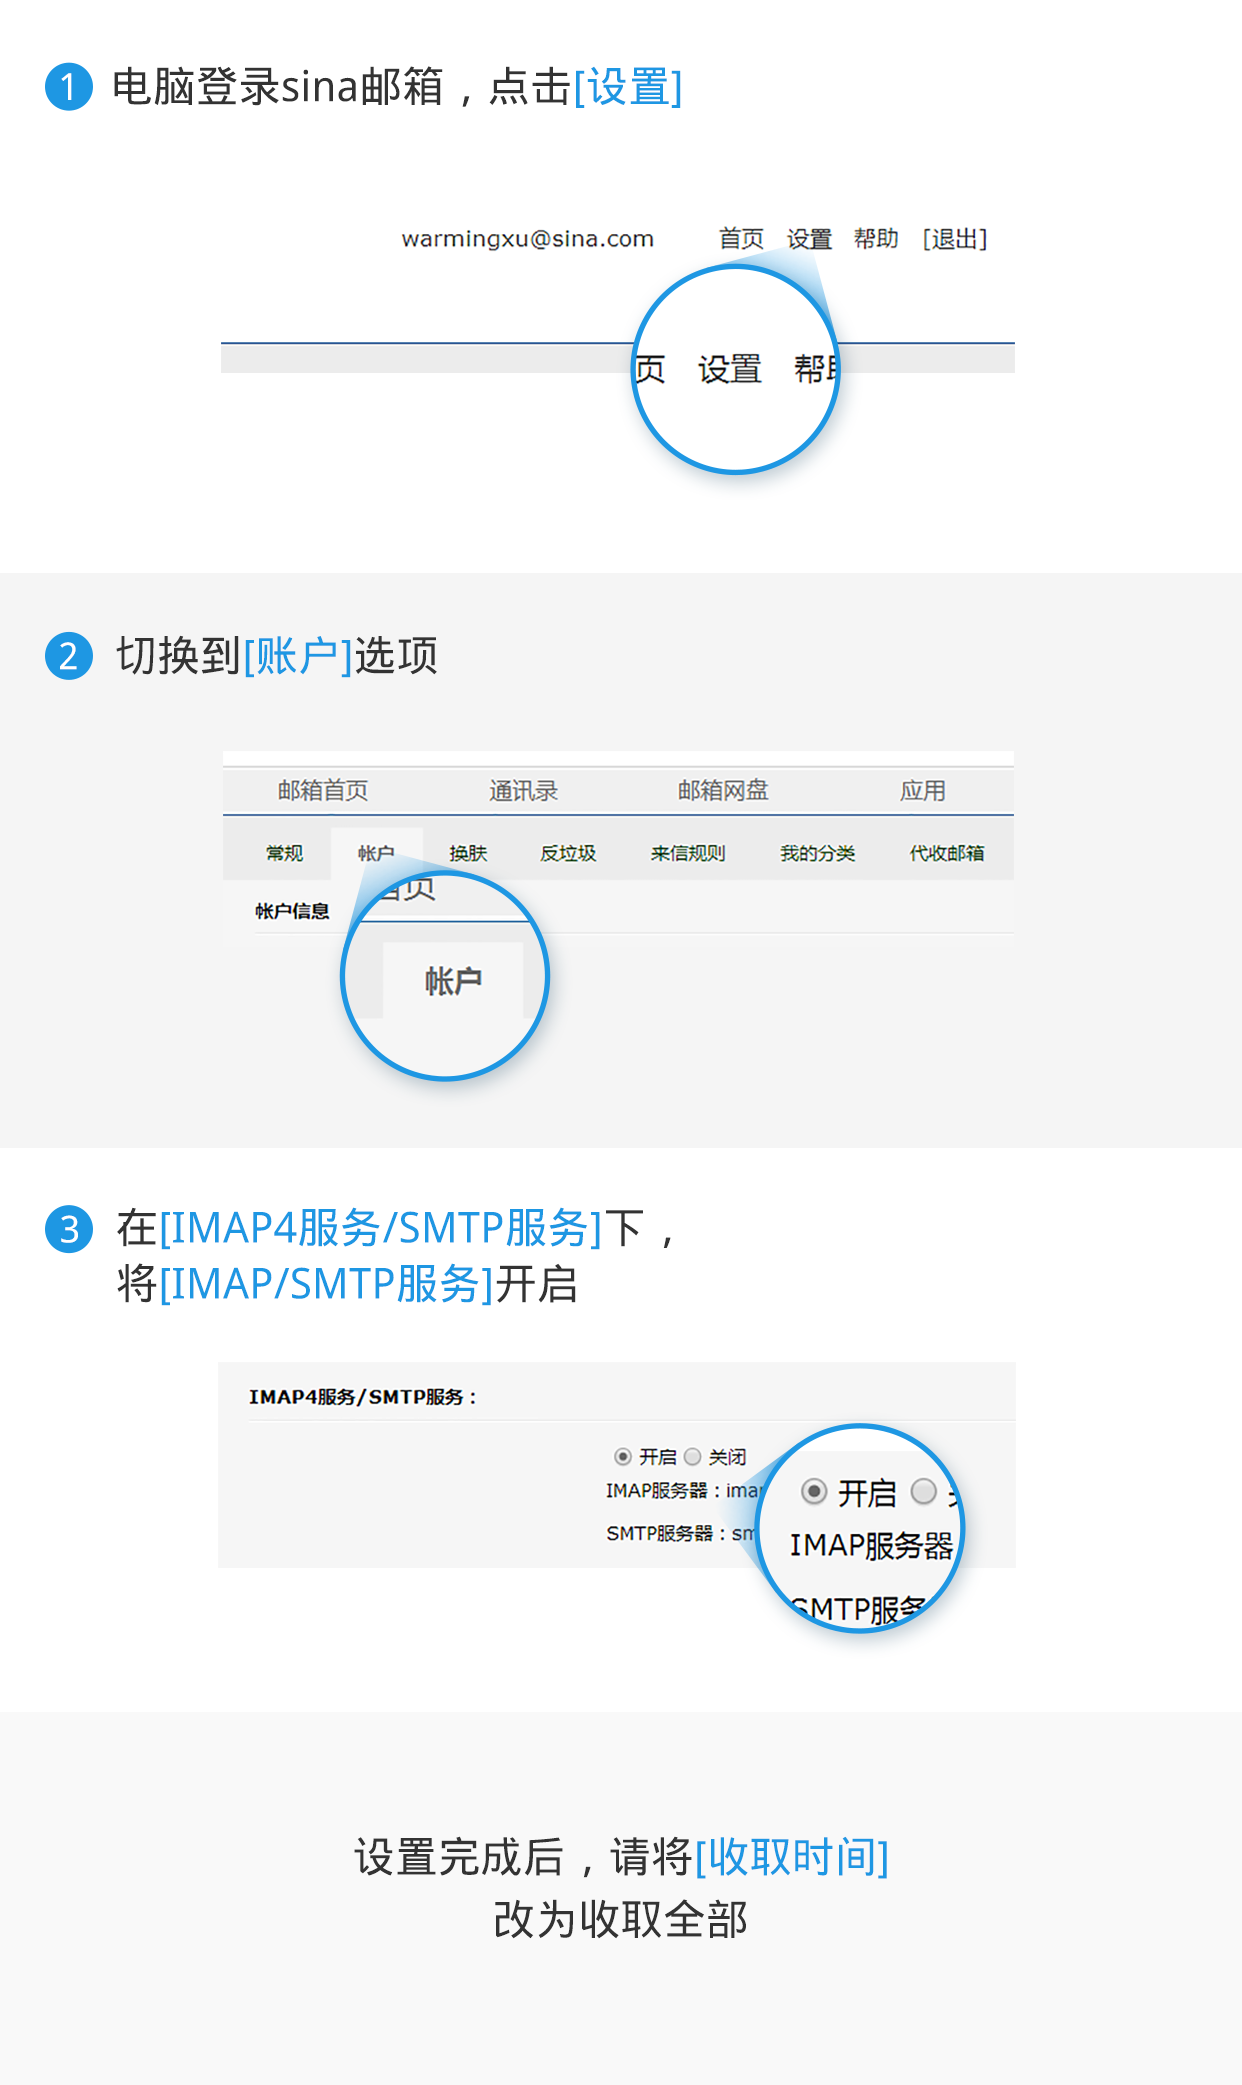 1 电脑登录sina邮箱，点击[设置]
warmingxu@sina.com 首页 设置 帮助 [退出]
页 设置 帮助
2 切换到[账户]选项
邮箱首页 通讯录 邮箱网盘 应用
常规 帐户 换肤 反垃圾 来信规则 我的分类 代收邮箱
首页
帐户信息
帐户
3 在[IMAP4服务/SMTP服务]下，
将[IMAP/SMTP服务]开启
IMAP4服务/SMTP服务：
开启 关闭
IMAP服务器：imap
SMTP服务器：sm
开启
IMAP服务器
SMTP服务
设置完成后，请将[收取时间]
改为收取全部